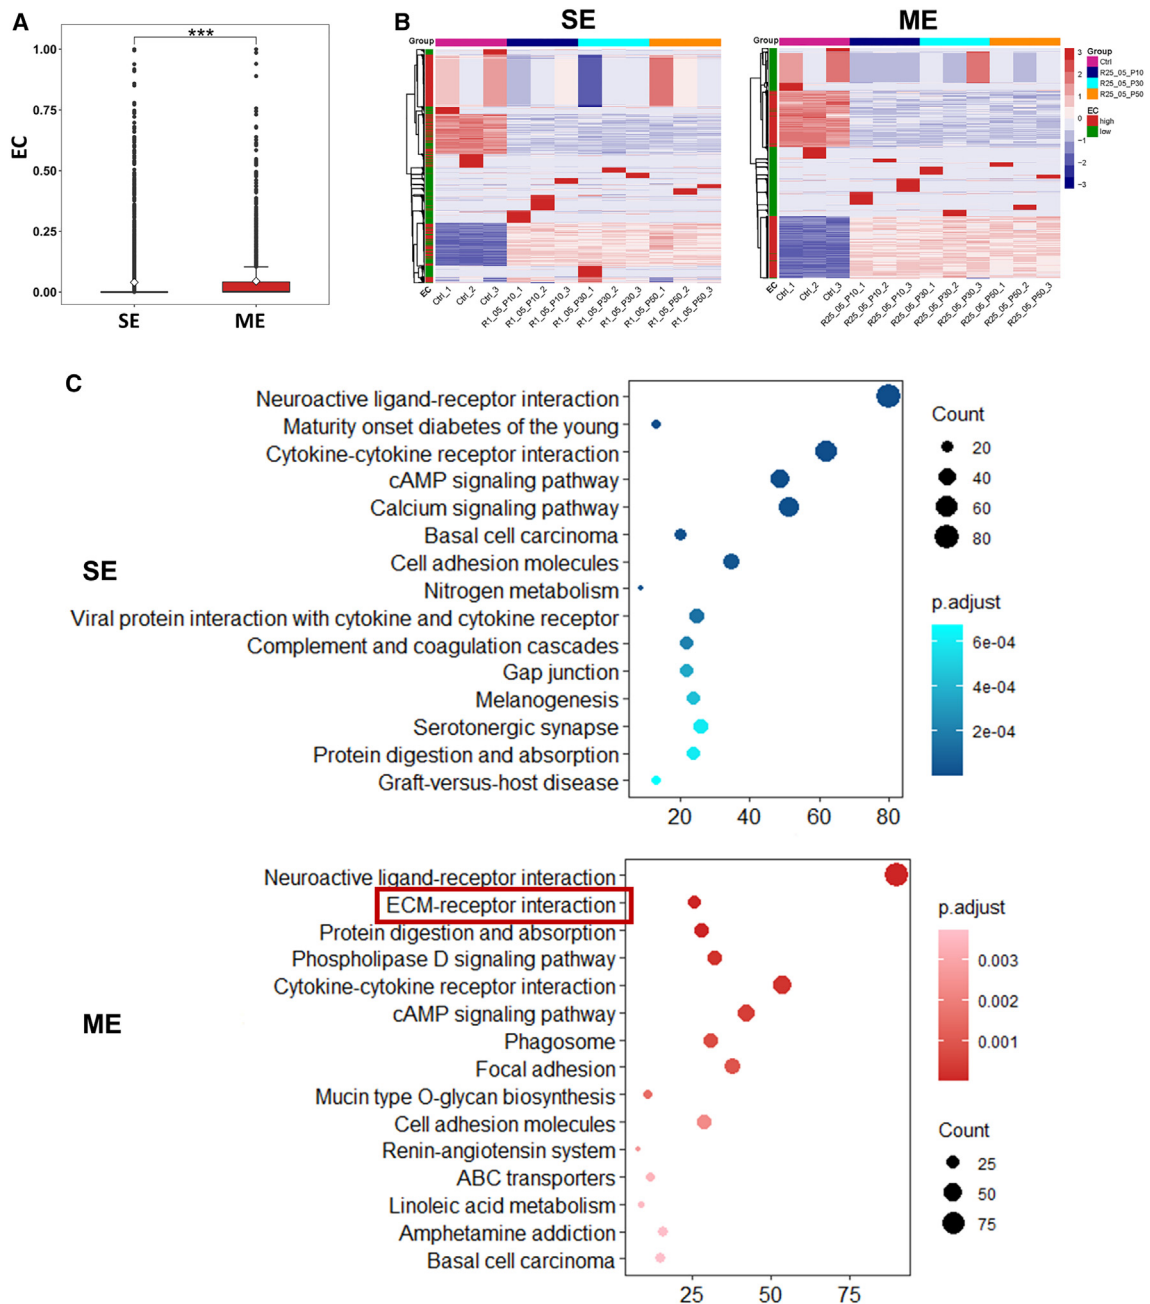 A
***
EC
1.00
0.75
0.50
0.25
0.00
SE
ME
B
SE
Group
EC
Ctrl_1
Ctrl_2
Ctrl_3
R1_05_P10_1
R1_05_P10_2
R1_05_P10_3
R1_05_P30_1
R1_05_P30_2
R1_05_P30_3
R1_05_P50_1
R1_05_P50_2
R1_05_P50_3
ME
Group
EC
Ctrl_1
Ctrl_2
Ctrl_3
R25_05_P10_1
R25_05_P10_2
R25_05_P10_3
R25_05_P30_1
R25_05_P30_2
R25_05_P30_3
R25_05_P50_1
R25_05_P50_2
R25_05_P50_3
3
2
1
0
−1
−2
−3
Group
Ctrl
R25_05_P10
R25_05_P30
R25_05_P50
EC
high
low
C
SE
Neuroactive ligand-receptor interaction
Maturity onset diabetes of the young
Cytokine-cytokine receptor interaction
cAMP signaling pathway
Calcium signaling pathway
Basal cell carcinoma
Cell adhesion molecules
Nitrogen metabolism
Viral protein interaction with cytokine and cytokine receptor
Complement and coagulation cascades
Gap junction
Melanogenesis
Serotonergic synapse
Protein digestion and absorption
Graft-versus-host disease
20
40
60
80
Count
20
40
60
80
p.adjust
6e-04
4e-04
2e-04
ME
Neuroactive ligand-receptor interaction
ECM-receptor interaction
Protein digestion and absorption
Phospholipase D signaling pathway
Cytokine-cytokine receptor interaction
cAMP signaling pathway
Phagosome
Focal adhesion
Mucin type O-glycan biosynthesis
Cell adhesion molecules
Renin-angiotensin system
ABC transporters
Linoleic acid metabolism
Amphetamine addiction
Basal cell carcinoma
25
50
75
p.adjust
0.003
0.002
0.001
Count
25
50
75